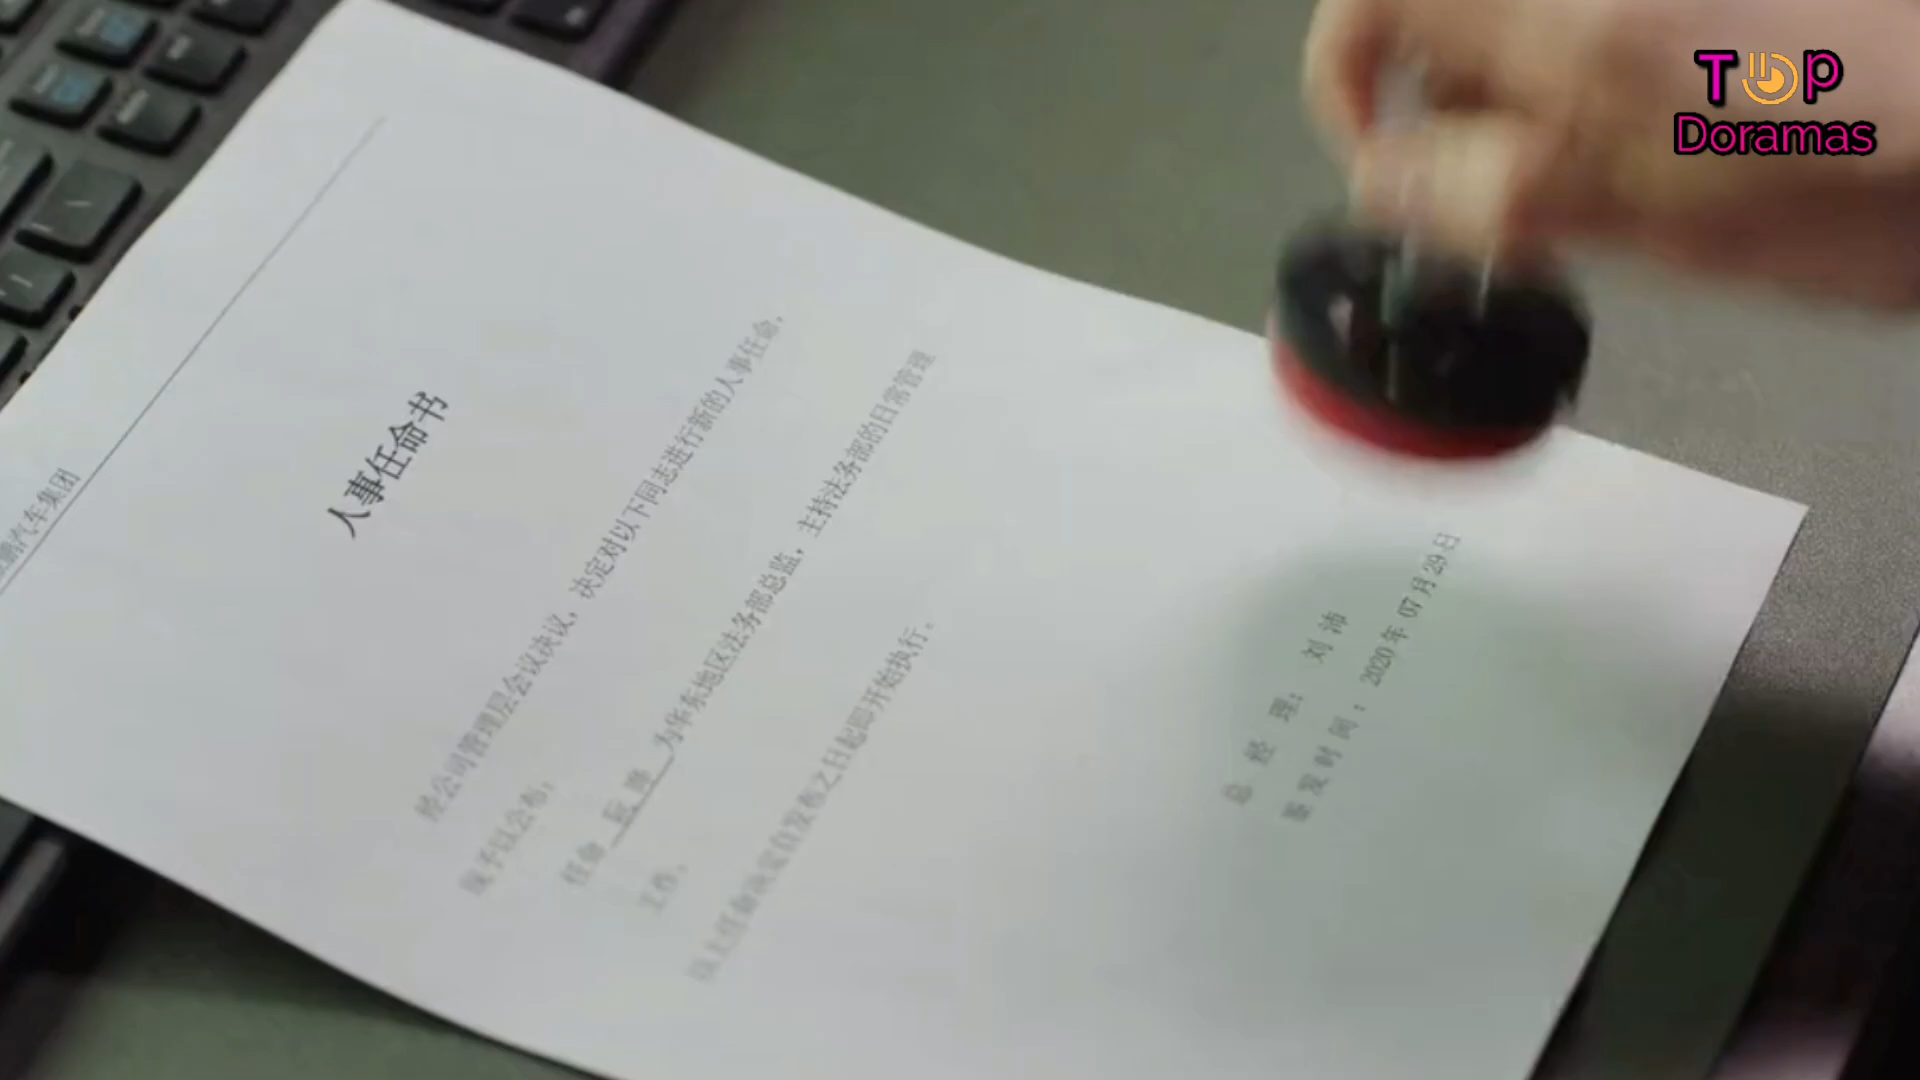 TOP
Doramas
汽车集团
人事任命书
经公司管理层会议决议，决定对以下同志进行新的人事任命，
现予以公布：
任命 阮 为华东地区法务部总监，主持法务部的日常管理
工作。
以上任命决定自发布之日起即开始执行。
总 经 理： 刘 沛
签 发 时 间 ： 2020 年 07 月 29 日